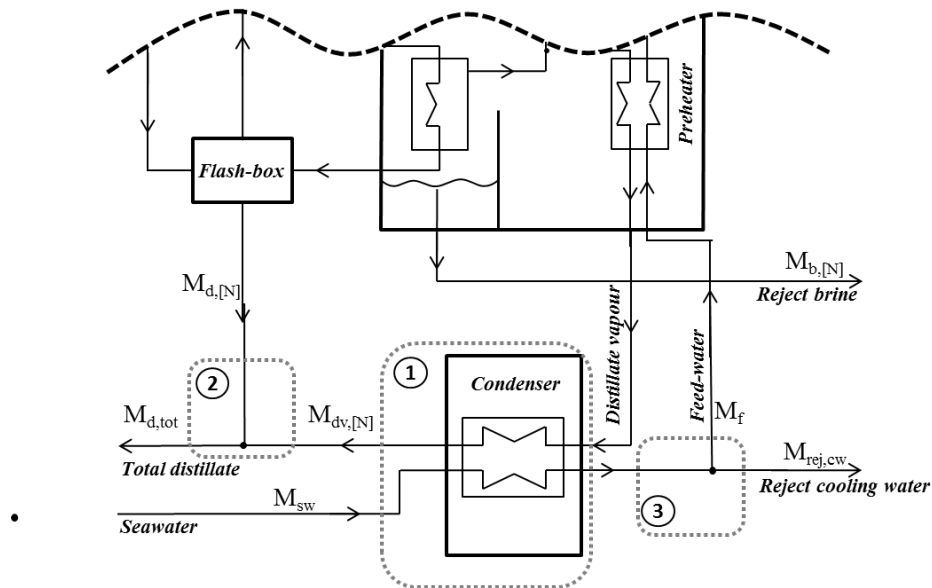 Preheater
Flash-box
M_d,[N]
M_b,[N]
Reject brine
Distillate vapour
Feed-water
1
Condenser
2
M_d,tot
M_dv,[N]
M_f
M_rej,cw
Total distillate
Reject cooling water
M_sw
3
Seawater